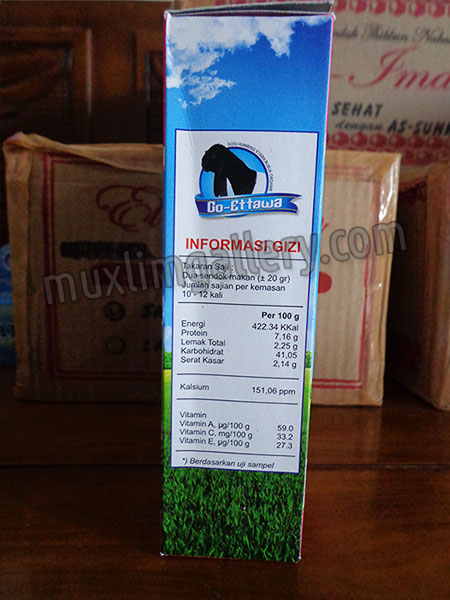 Go-Ettawa
INFORMASI GIZI
Takaran Saji :
Dua sendok makan (± 20 gr)
Jumlah sajian per kemasan
10 - 12 kali
Per 100 g
Energi 422.34 KKal
Protein 7,16 g
Lemak Total 2,25 g
Karbohidrat 41,05
Serat Kasar 2,14 g
Kalsium 151,06 ppm
Vitamin
Vitamin A, µg/100 g 59.0
Vitamin C, mg/100 g 33.2
Vitamin E, µg/100 g 27.3
*) Berdasarkan uji sampel
muxlimgallery.com
SEHAT
dengan AS-SUNN